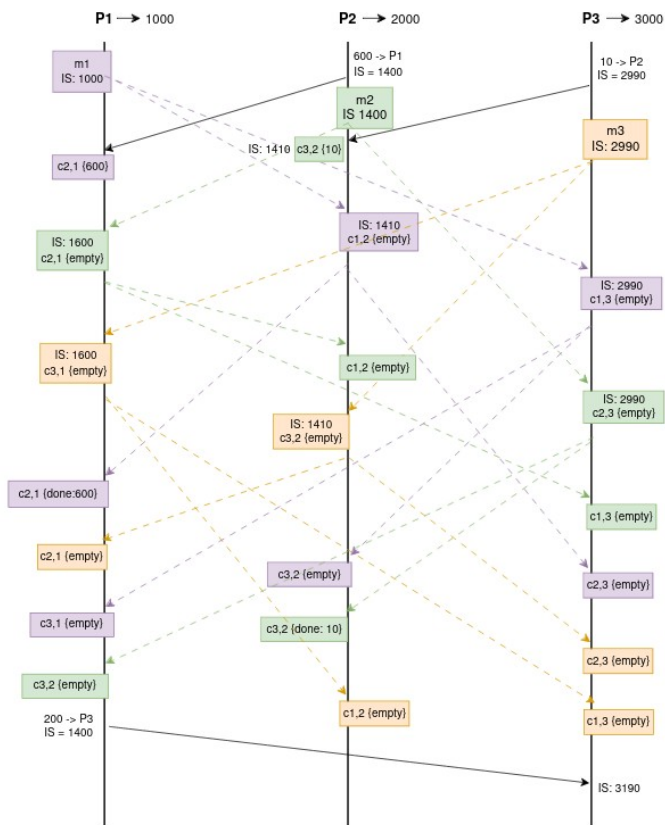 P1 → 1000
P2 → 2000
P3 → 3000
m1
IS: 1000
600 -> P1
IS = 1400
10 -> P2
IS = 2990
m2
IS 1400
m3
IS: 2990
IS: 1410
c3,2 {10}
c2,1 {600}
IS: 1410
c1,2 {empty}
IS: 1600
c2,1 {empty}
IS: 2990
c1,3 {empty}
IS: 1600
c3,1 {empty}
c1,2 {empty}
IS: 2990
c2,3 {empty}
IS: 1410
c3,2 {empty}
c2,1 {done:600}
c1,3 {empty}
c2,1 {empty}
c3,2 {empty}
c2,3 {empty}
c3,1 {empty}
c3,2 {done: 10}
c2,3 {empty}
c3,2 {empty}
c1,2 {empty}
c1,3 {empty}
200 -> P3
IS = 1400
IS: 3190